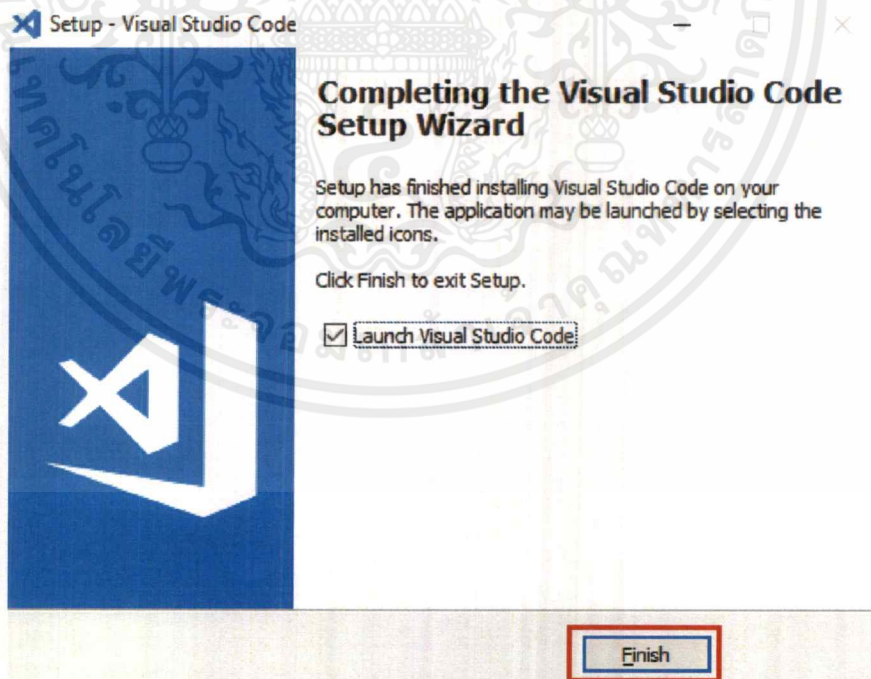 Setup - Visual Studio Code
Completing the Visual Studio Code
Setup Wizard
Setup has finished installing Visual Studio Code on your
computer. The application may be launched by selecting the
installed icons.
Click Finish to exit Setup.
Launch Visual Studio Code
Finish